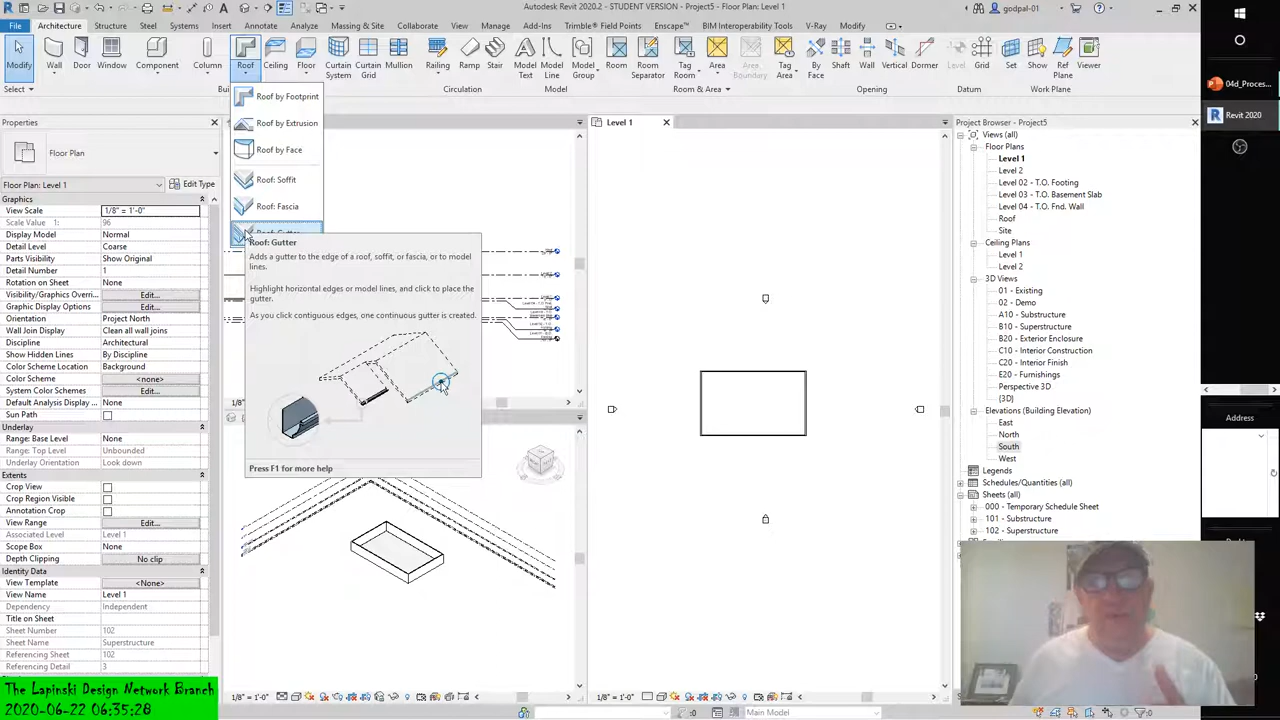 Autodesk Revit 2020.2 - STUDENT VERSION - Project5 - Floor Plan: Level 1
godpal-01
File
Architecture
Structure
Steel
Systems
Insert
Annotate
Analyze
Massing & Site
Collaborate
View
Manage
Add-Ins
Trimble® Field Points
Enscape™
BIM Interoperability Tools
V-Ray
Modify
Modify
Wall
Door
Window
Component
Column
Roof
Ceiling
Floor
Curtain System
Curtain Grid
Mullion
Railing
Ramp
Stair
Model Text
Model Line
Model Group
Room
Room Separator
Tag Room
Area
Area Boundary
Tag Area
By Face
Shaft
Wall
Vertical
Dormer
Level
Grid
Set
Show
Ref Plane
Viewer
Select
Circulation
Model
Room & Area
Opening
Datum
Work Plane
Roof by Footprint
Roof by Extrusion
Roof by Face
Roof: Soffit
Roof: Fascia
Roof: Gutter
Adds a gutter to the edge of a roof, soffit, or fascia, or to model
lines.
Highlight horizontal edges or model lines, and click to place the
gutter.
As you click contiguous edges, one continuous gutter is created.
Press F1 for more help
Properties
Floor Plan
Floor Plan: Level 1
Edit Type
Graphics
View Scale 1/8" = 1'-0"
Scale Value 1: 96
Display Model Normal
Detail Level Coarse
Parts Visibility Show Original
Detail Number 1
Rotation on Sheet None
Visibility/Graphics Overri... Edit...
Graphic Display Options Edit...
Orientation Project North
Wall Join Display Clean all wall joins
Discipline Architectural
Show Hidden Lines By Discipline
Color Scheme Location Background
Color Scheme <none>
System Color Schemes Edit...
Default Analysis Display ... None
Sun Path
Underlay
Range: Base Level None
Range: Top Level Unbounded
Underlay Orientation Look down
Extents
Crop View
Crop Region Visible
Annotation Crop
View Range Edit...
Associated Level Level 1
Scope Box None
Depth Clipping No clip
Identity Data
View Template <None>
View Name Level 1
Dependency Independent
Title on Sheet
Sheet Number 102
Sheet Name Superstructure
Referencing Sheet 102
Referencing Detail 3
Level 1
1/8" = 1'-0"
1/8" = 1'-0"
Main Model
Project Browser - Project5
Views (all)
Floor Plans
Level 1
Level 2
Level 02 - T.O. Footing
Level 03 - T.O. Basement Slab
Level 04 - T.O. Fnd. Wall
Roof
Site
Ceiling Plans
Level 1
Level 2
3D Views
01 - Existing
02 - Demo
A10 - Substructure
B10 - Superstructure
B20 - Exterior Enclosure
C10 - Interior Construction
C20 - Interior Finish
E20 - Furnishings
Perspective 3D
{3D}
Elevations (Building Elevation)
East
North
South
West
Legends
Schedules/Quantities (all)
Sheets (all)
000 - Temporary Schedule Sheet
101 - Substructure
102 - Superstructure
04d_Proces...
Revit 2020
Address
The Lapinski Design Network Branch
2020-06-22 06:35:28